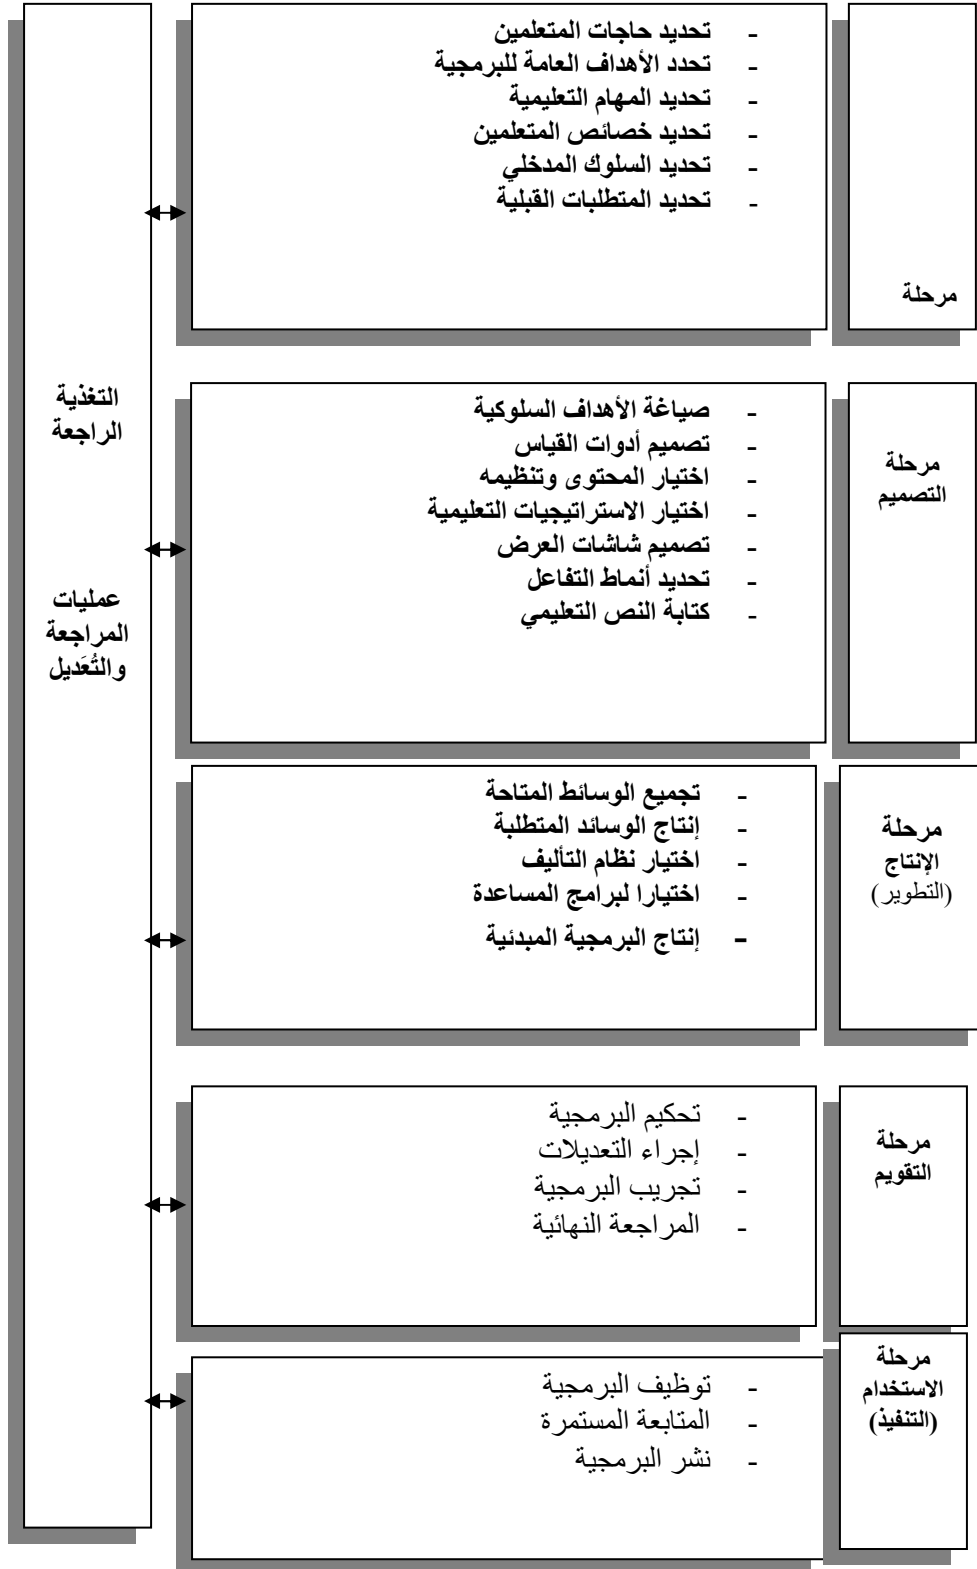 مرحلة
- تحديد حاجات المتعلمين
- تحدد الأهداف العامة للبرمجية
- تحديد المهام التعليمية
- تحديد خصائص المتعلمين
- تحديد السلوك المدخلي
- تحديد المتطلبات القبلية
مرحلة
التصميم
- صياغة الأهداف السلوكية
- تصميم أدوات القياس
- اختيار المحتوى وتنظيمه
- اختيار الاستراتيجيات التعليمية
- تصميم شاشات العرض
- تحديد أنماط التفاعل
- كتابة النص التعليمي
مرحلة
الإنتاج
(التطوير)
- تجميع الوسائط المتاحة
- إنتاج الوسائد المتطلبة
- اختيار نظام التأليف
- اختيارا لبرامج المساعدة
- إنتاج البرمجية المبدئية
مرحلة
التقويم
- تحكيم البرمجية
- إجراء التعديلات
- تجريب البرمجية
- المراجعة النهائية
مرحلة
الاستخدام
(التنفيذ)
- توظيف البرمجية
- المتابعة المستمرة
- نشر البرمجية
التغذية
الراجعة
عمليات
المراجعة
والتُعَديل